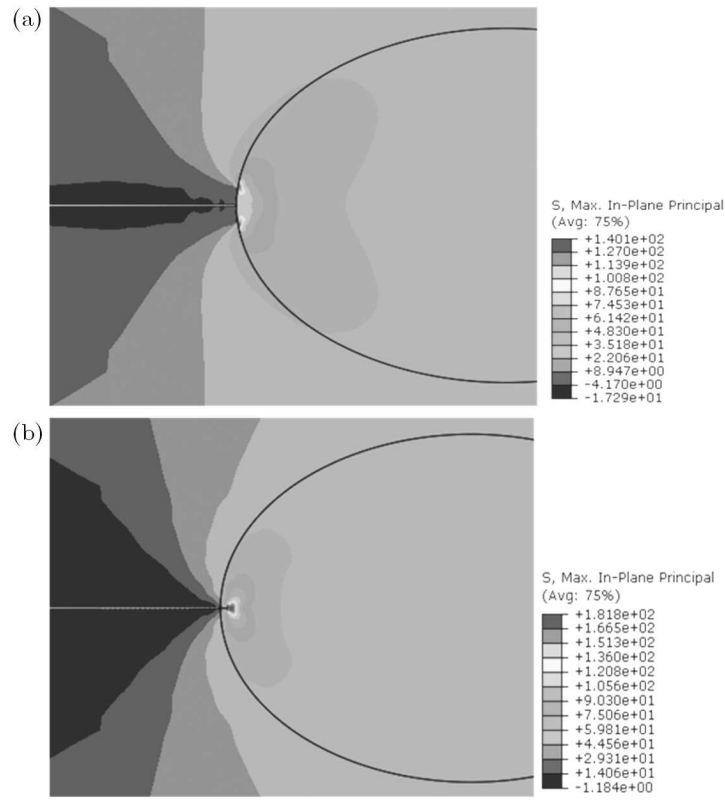 (a)
S, Max. In-Plane Principal
(Avg: 75%)
+1.401e+02
+1.270e+02
+1.139e+02
+1.008e+02
+8.765e+01
+7.453e+01
+6.142e+01
+4.830e+01
+3.518e+01
+2.206e+01
+8.947e+00
-4.170e+00
-1.729e+01
(b)
S, Max. In-Plane Principal
(Avg: 75%)
+1.818e+02
+1.665e+02
+1.513e+02
+1.360e+02
+1.208e+02
+1.056e+02
+9.030e+01
+7.506e+01
+5.981e+01
+4.456e+01
+2.931e+01
+1.406e+01
-1.184e+00